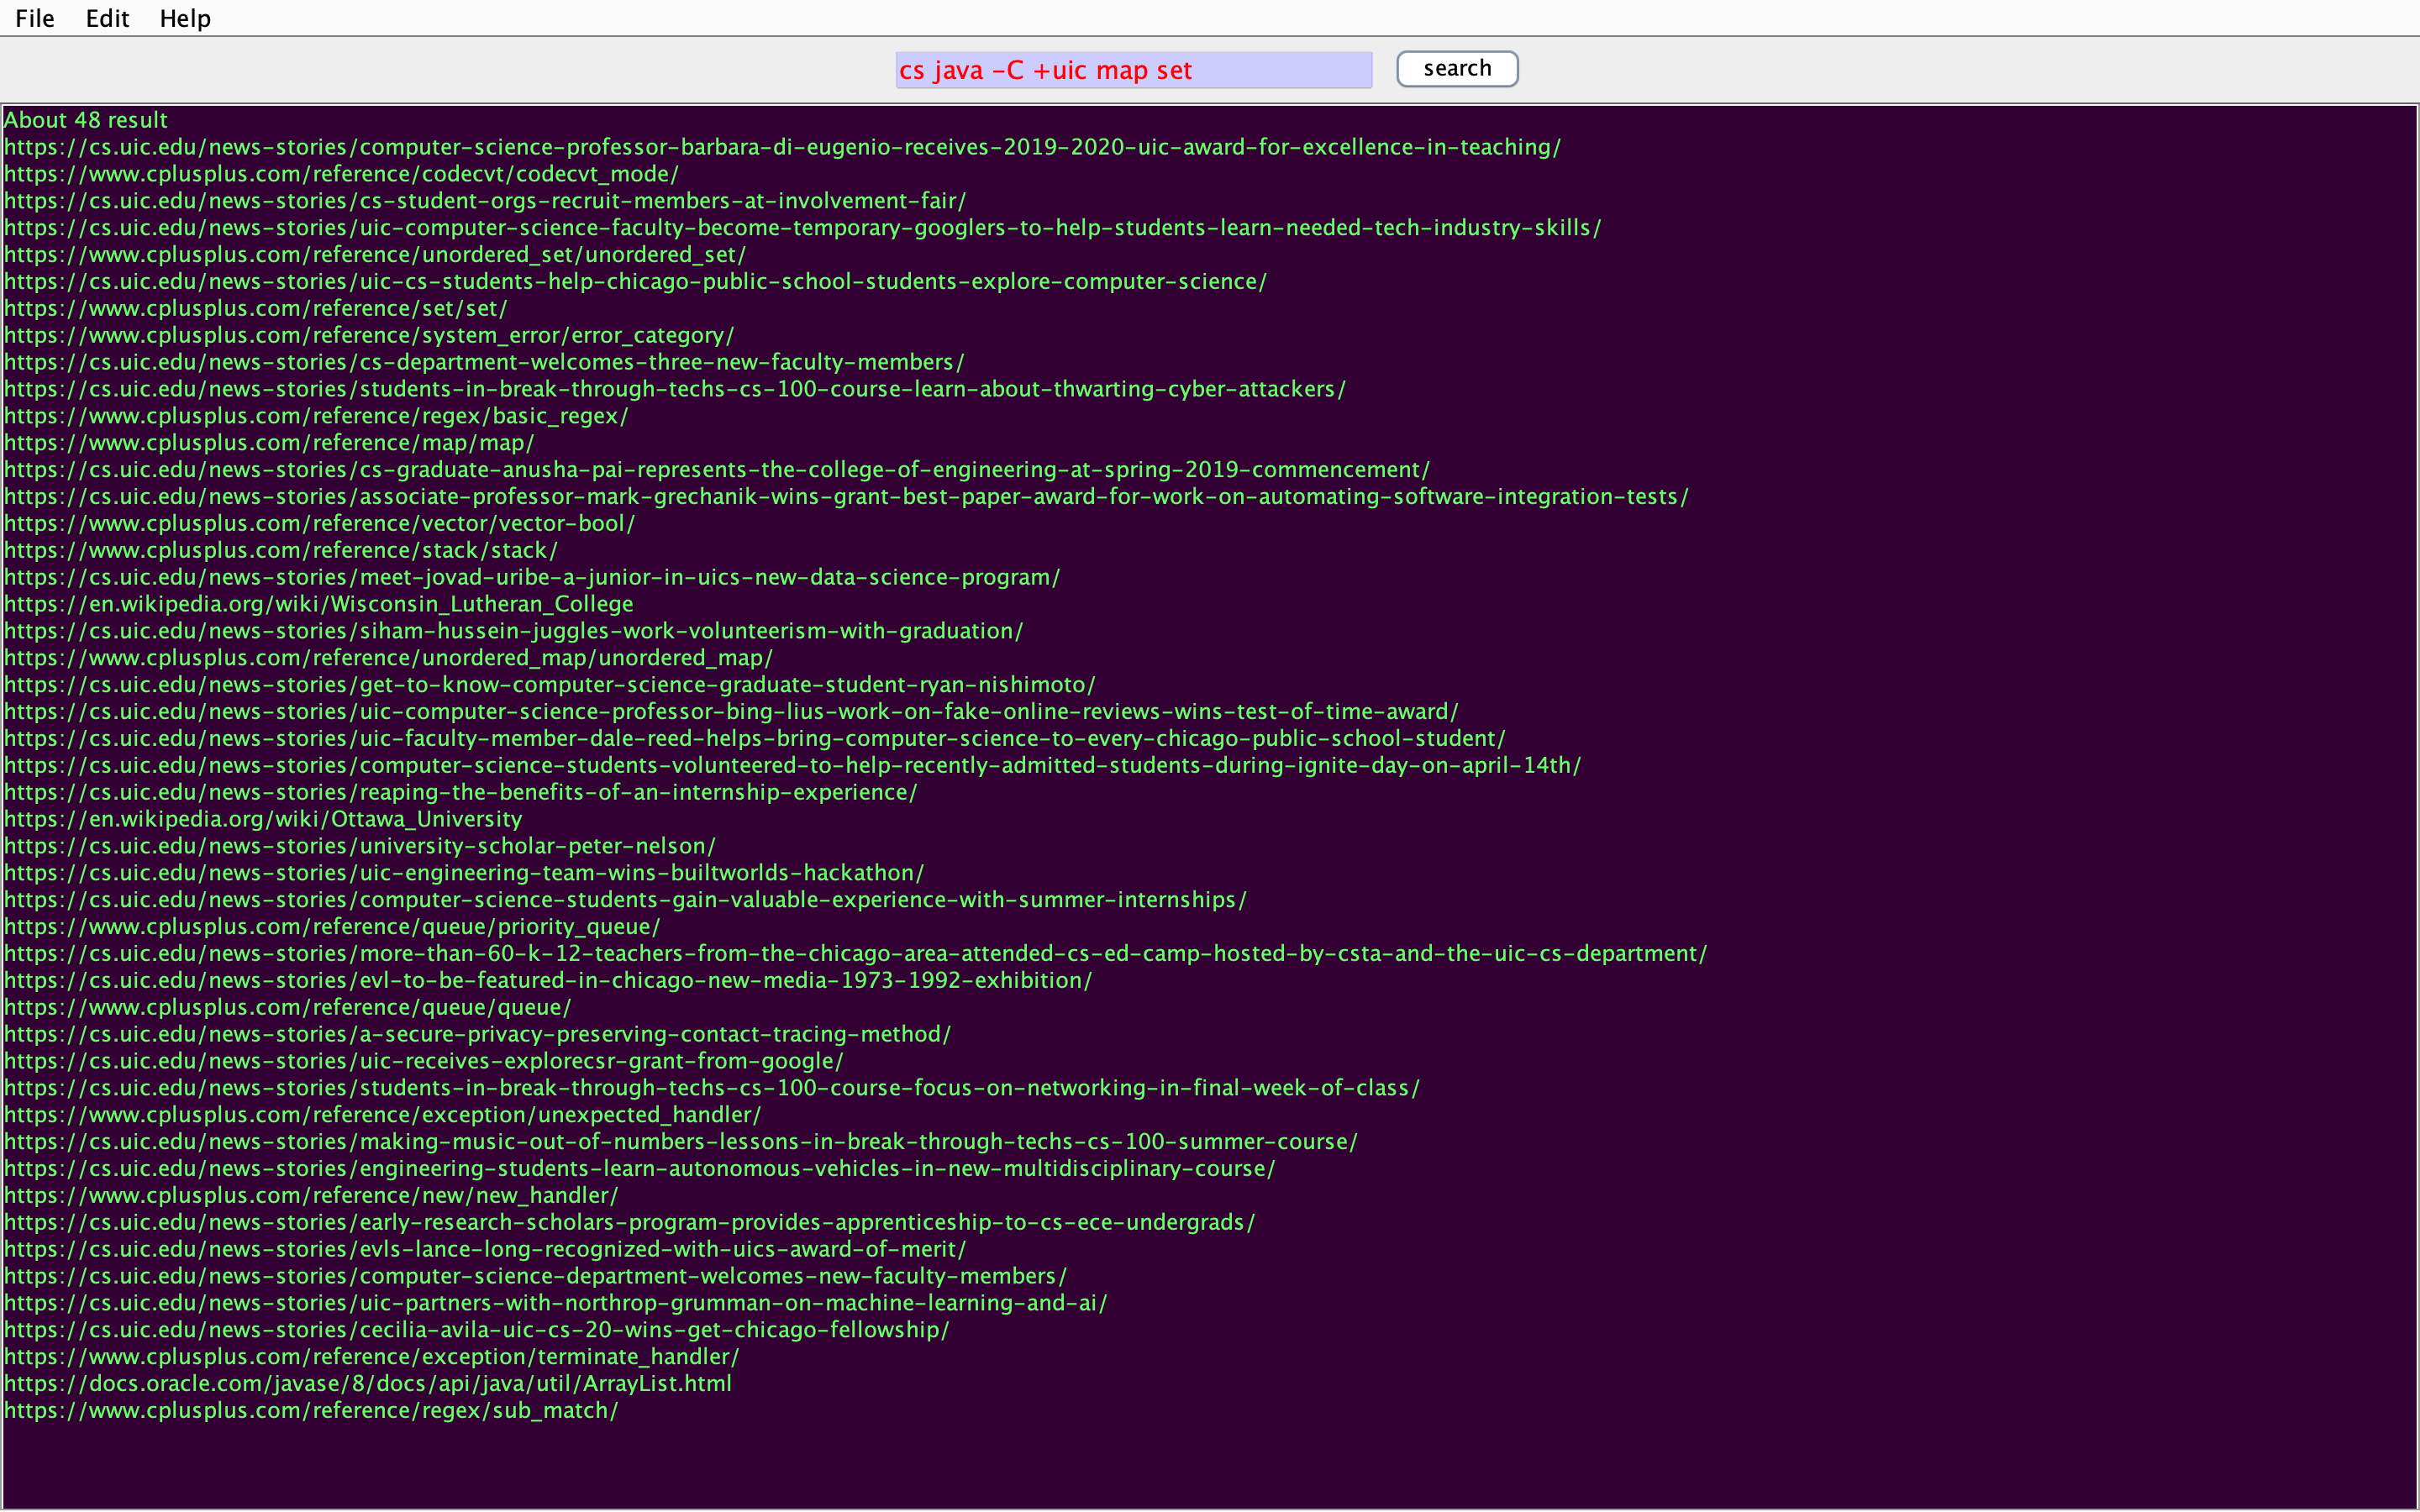 File Edit Help
cs java -C +uic map set search
About 48 result
https://cs.uic.edu/news-stories/computer-science-professor-barbara-di-eugenio-receives-2019-2020-uic-award-for-excellence-in-teaching/
https://www.cplusplus.com/reference/codecvt/codecvt_mode/
https://cs.uic.edu/news-stories/cs-student-orgs-recruit-members-at-involvement-fair/
https://cs.uic.edu/news-stories/uic-computer-science-faculty-become-temporary-googlers-to-help-students-learn-needed-tech-industry-skills/
https://www.cplusplus.com/reference/unordered_set/unordered_set/
https://cs.uic.edu/news-stories/uic-cs-students-help-chicago-public-school-students-explore-computer-science/
https://www.cplusplus.com/reference/set/set/
https://www.cplusplus.com/reference/system_error/error_category/
https://cs.uic.edu/news-stories/cs-department-welcomes-three-new-faculty-members/
https://cs.uic.edu/news-stories/students-in-break-through-techs-cs-100-course-learn-about-thwarting-cyber-attackers/
https://www.cplusplus.com/reference/regex/basic_regex/
https://www.cplusplus.com/reference/map/map/
https://cs.uic.edu/news-stories/cs-graduate-anusha-pai-represents-the-college-of-engineering-at-spring-2019-commencement/
https://cs.uic.edu/news-stories/associate-professor-mark-grechanik-wins-grant-best-paper-award-for-work-on-automating-software-integration-tests/
https://www.cplusplus.com/reference/vector/vector-bool/
https://www.cplusplus.com/reference/stack/stack/
https://cs.uic.edu/news-stories/meet-jovad-uribe-a-junior-in-uics-new-data-science-program/
https://en.wikipedia.org/wiki/Wisconsin_Lutheran_College
https://cs.uic.edu/news-stories/siham-hussein-juggles-work-volunteerism-with-graduation/
https://www.cplusplus.com/reference/unordered_map/unordered_map/
https://cs.uic.edu/news-stories/get-to-know-computer-science-graduate-student-ryan-nishimoto/
https://cs.uic.edu/news-stories/uic-computer-science-professor-bing-lius-work-on-fake-online-reviews-wins-test-of-time-award/
https://cs.uic.edu/news-stories/uic-faculty-member-dale-reed-helps-bring-computer-science-to-every-chicago-public-school-student/
https://cs.uic.edu/news-stories/computer-science-students-volunteered-to-help-recently-admitted-students-during-ignite-day-on-april-14th/
https://cs.uic.edu/news-stories/reaping-the-benefits-of-an-internship-experience/
https://en.wikipedia.org/wiki/Ottawa_University
https://cs.uic.edu/news-stories/university-scholar-peter-nelson/
https://cs.uic.edu/news-stories/uic-engineering-team-wins-builtworlds-hackathon/
https://cs.uic.edu/news-stories/computer-science-students-gain-valuable-experience-with-summer-internships/
https://www.cplusplus.com/reference/queue/priority_queue/
https://cs.uic.edu/news-stories/more-than-60-k-12-teachers-from-the-chicago-area-attended-cs-ed-camp-hosted-by-csta-and-the-uic-cs-department/
https://cs.uic.edu/news-stories/evl-to-be-featured-in-chicago-new-media-1973-1992-exhibition/
https://www.cplusplus.com/reference/queue/queue/
https://cs.uic.edu/news-stories/a-secure-privacy-preserving-contact-tracing-method/
https://cs.uic.edu/news-stories/uic-receives-explorecsr-grant-from-google/
https://cs.uic.edu/news-stories/students-in-break-through-techs-cs-100-course-focus-on-networking-in-final-week-of-class/
https://www.cplusplus.com/reference/exception/unexpected_handler/
https://cs.uic.edu/news-stories/making-music-out-of-numbers-lessons-in-break-through-techs-cs-100-summer-course/
https://cs.uic.edu/news-stories/engineering-students-learn-autonomous-vehicles-in-new-multidisciplinary-course/
https://www.cplusplus.com/reference/new/new_handler/
https://cs.uic.edu/news-stories/early-research-scholars-program-provides-apprenticeship-to-cs-ece-undergrads/
https://cs.uic.edu/news-stories/evls-lance-long-recognized-with-uics-award-of-merit/
https://cs.uic.edu/news-stories/computer-science-department-welcomes-new-faculty-members/
https://cs.uic.edu/news-stories/uic-partners-with-northrop-grumman-on-machine-learning-and-ai/
https://cs.uic.edu/news-stories/cecilia-avila-uic-cs-20-wins-get-chicago-fellowship/
https://www.cplusplus.com/reference/exception/terminate_handler/
https://docs.oracle.com/javase/8/docs/api/java/util/ArrayList.html
https://www.cplusplus.com/reference/regex/sub_match/